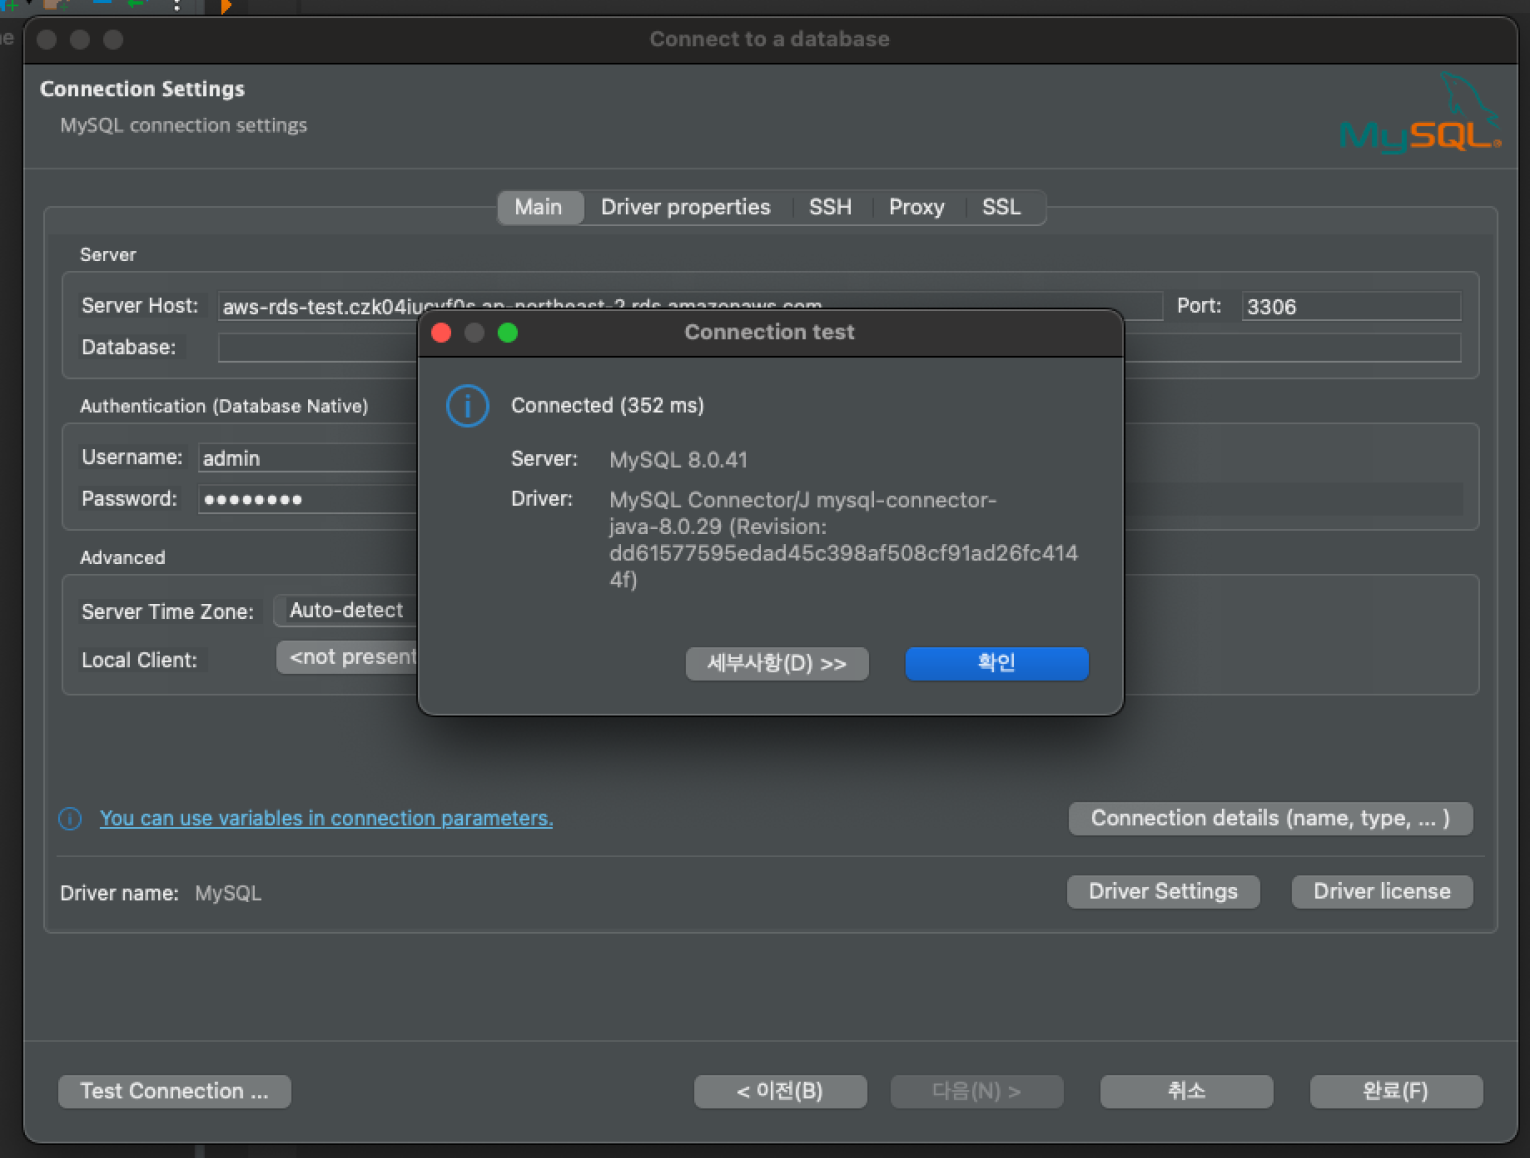 Connect to a database
Connection Settings
MySQL connection settings
MySQL
Main Driver properties SSH Proxy SSL
Server
Server Host: aws-rds-test. Port: 3306
Database:
Authentication (Database Native)
Username: admin
Password: ●●●●●●●●
Advanced
Server Time Zone: Auto-detect
Local Client: <not present
Connection test
Connected (352 ms)
Server: MySQL 8.0.41
Driver: MySQL Connector/J mysql-connector-
java-8.0.29 (Revision:
dd61577595edad45c398af508cf91ad26fc414
4f)
세부사항(D) >> 확인
You can use variables in connection parameters.
Connection details (name, type, ... )
Driver name: MySQL Driver Settings Driver license
Test Connection ... < 이전(B) 다음(N) > 취소 완료(F)